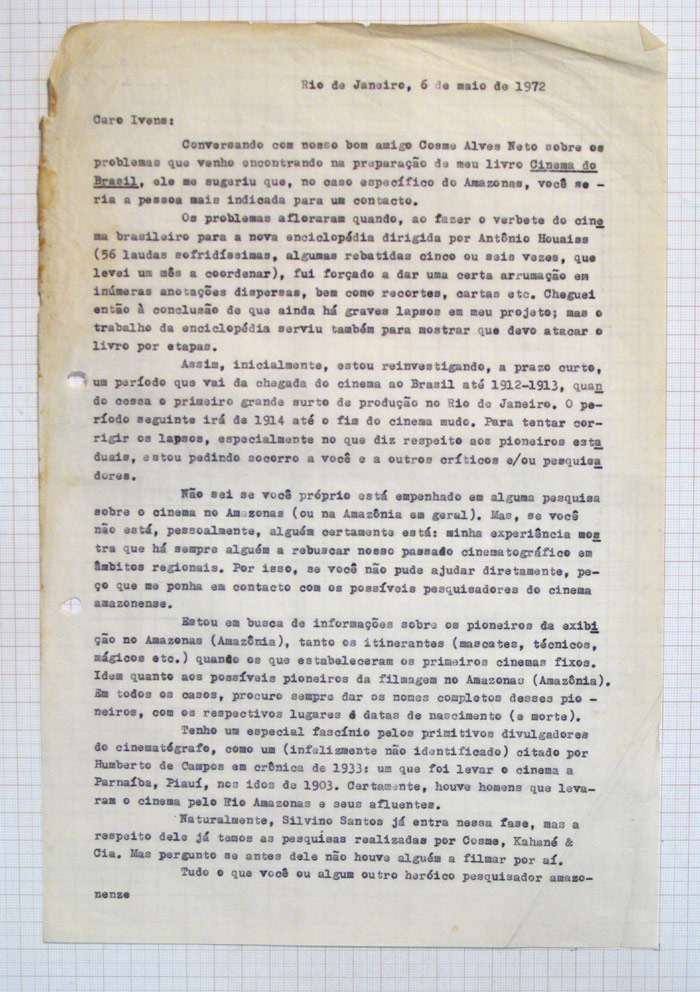 Rio de Janeiro, 6 de maio de 1972
Caro Ivens:
Conversando com nosso bom amigo Cosme Alves Neto sobre os
problemas que venho encontrando na preparação de meu livro Cinema do
Brasil, ele me sugeriu que, no caso específico do Amazonas, você se -
ria a pessoa mais indicada para um contacto.
Os problemas afloraram quando, ao fazer o verbete do cine
ma brasileiro para a nova enciclopédia dirigida por Antônio Houaiss
(56 laudas sofridíssimas, algumas rebatidas cinco ou seis vezes, que
levei um mês a coordenar), fui forçado a dar uma certa arrumação em
inúmeras anotações dispersas, bem como recortes, cartas etc. Cheguei
então à conclusão de que ainda há graves lapsos em meu projeto; mas o
trabalho da enciclopédia serviu também para mostrar que devo atacar o
livro por etapas.
Assim, inicialmente, estou reinvestigando, a prazo curto,
um período que vai da chegada do cinema ao Brasil até 1912-1913, quan
do cessa o primeiro grande surto de produção no Rio de Janeiro. O pe-
ríodo seguinte irá de 1914 até o fim do cinema mudo. Para tentar cor-
rigir os lapsos, especialmente no que diz respeito aos pioneiros esta
duais, estou pedindo socorro a você e a outros críticos e/ou pesquisa
dores.
Não sei se você próprio está empenhado em alguma pesquisa
sobre o cinema no Amazonas (ou na Amazônia em geral). Mas, se você
não está, pessoalmente, alguém certamente está: minha experiência mos
tra que há sempre alguém a rebuscar nosso passado cinematográfico em
âmbitos regionais. Por isso, se você não pude ajudar diretamente, pe-
ço que me ponha em contacto com os possíveis pesquisadores do cinema
amazonense.
Estou em busca de informações sobre os pioneiros da exibi
ção no Amazonas (Amazônia), tanto os itinerantes (mascates, técnicos,
mágicos etc.) quando os que estabeleceram os primeiros cinemas fixos.
Idem quanto aos possíveis pioneiros da filmagem no Amazonas (Amazônia).
Em todos os casos, procuro sempre dar os nomes completos desses pio -
neiros, com os respectivos lugares é datas de nascimento (e morte).
Tenho um especial fascínio pelos primitivos divulgadores
do cinematógrafo, como um (infelizmente não identificado) citado por
Humberto de Campos em crônica de 1933: um que foi levar o cinema a
Parnaíba, Piauí, nos idos de 1903. Certamente, houve homens que leva-
ram o cinema pelo Rio Amazonas e seus afluentes.
Naturalmente, Silvino Santos já entra nessa fase, mas a
respeito dele já temos as pesquisas realizadas por Cosme, Kahané &
Cia. Mas pergunto se antes dele não houve alguém a filmar por aí.
Tudo o que você ou algum outro heróico pesquisador amazo-
nenze